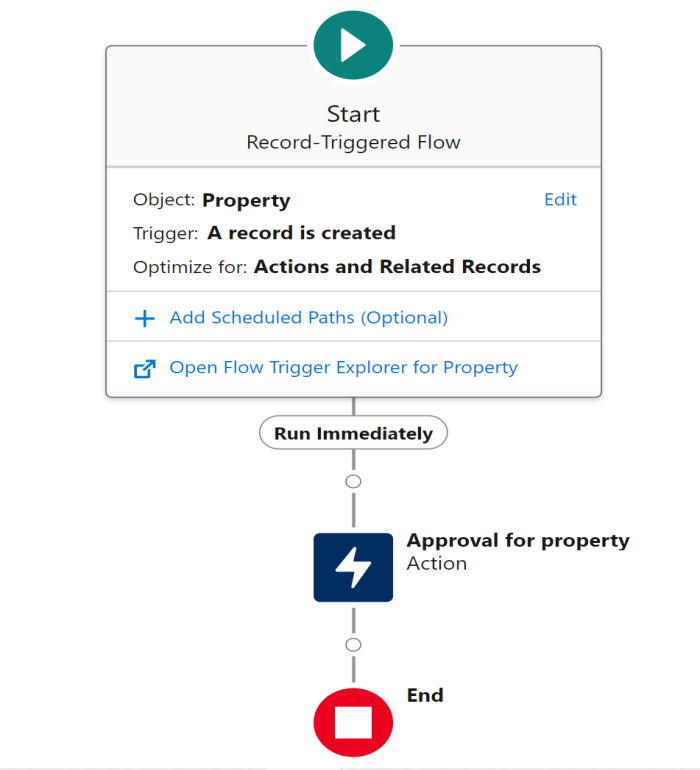 Start
Record-Triggered Flow
Object: Property
Edit
Trigger: A record is created
Optimize for: Actions and Related Records
Add Scheduled Paths (Optional)
Open Flow Trigger Explorer for Property
Run Immediately
Approval for property
Action
End